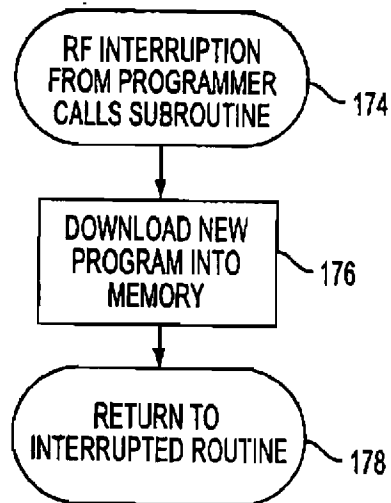 RF INTERRUPTION
FROM PROGRAMMER
CALLS SUBROUTINE
174
DOWNLOAD NEW
PROGRAM INTO
MEMORY
176
RETURN TO
INTERRUPTED ROUTINE
178